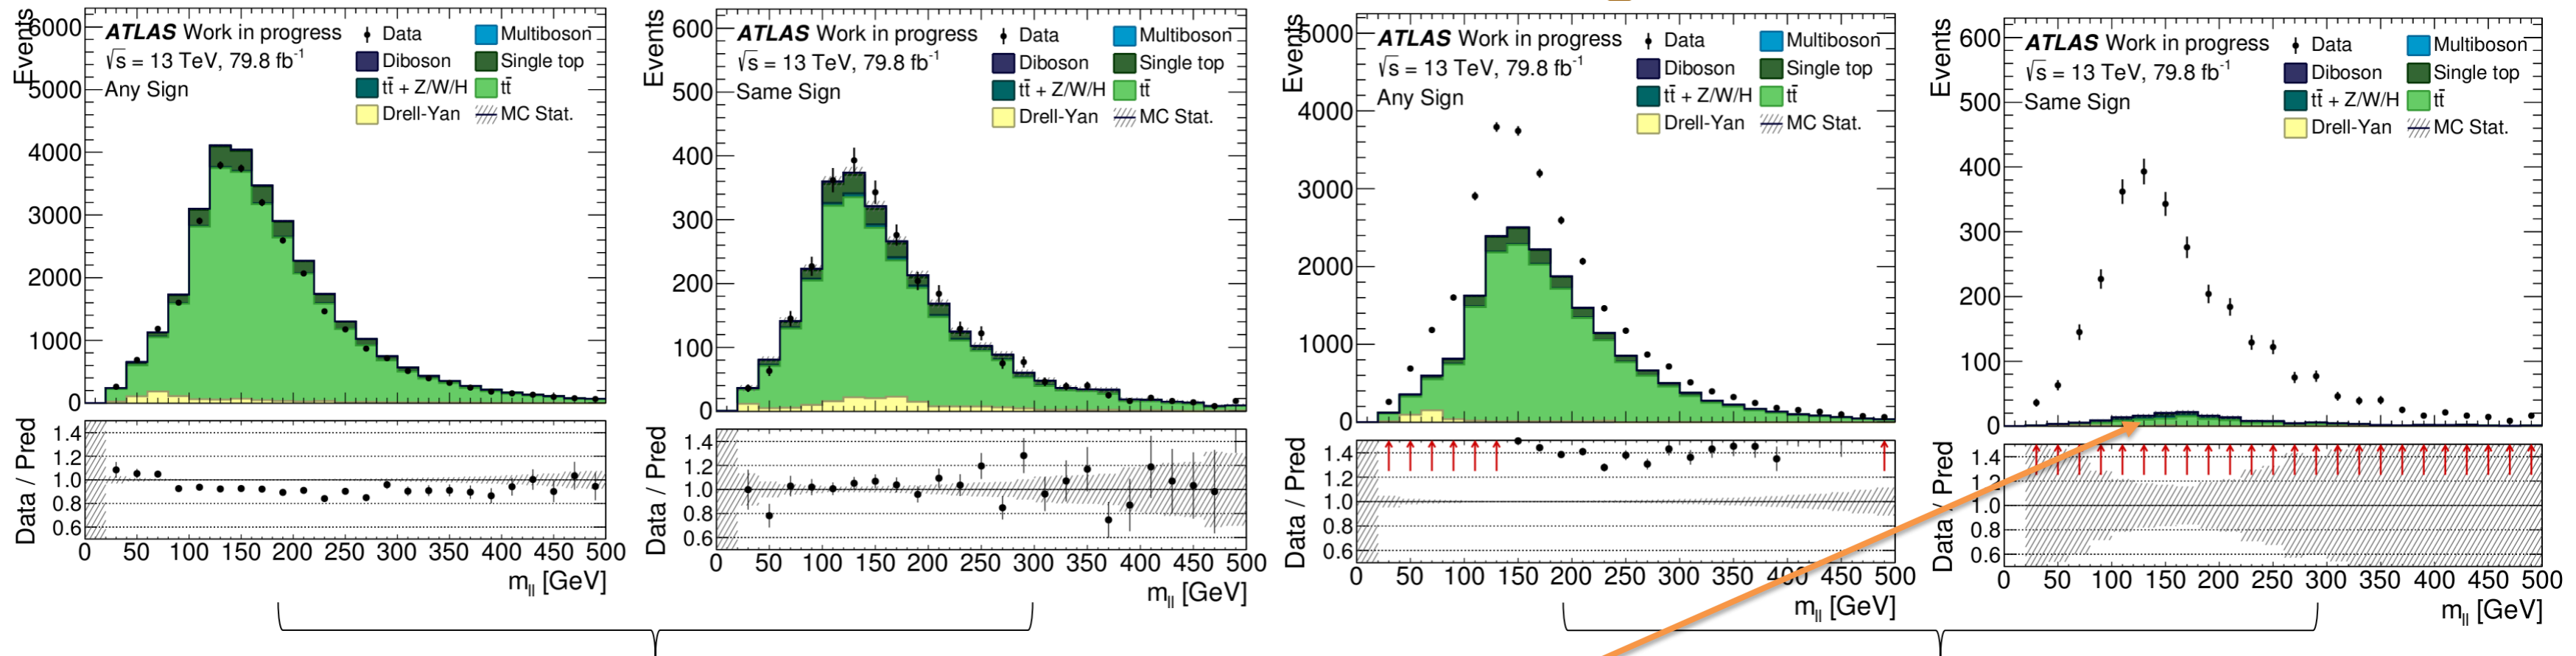 Events
6000
5000
4000
3000
2000
1000
0
ATLAS Work in progress
√s = 13 TeV, 79.8 fb⁻¹
Any Sign
Data
Multiboson
Diboson
Single top
tt̄ + Z/W/H
tt̄
Drell-Yan
MC Stat.
Data / Pred
1.4
1.2
1.0
0.8
0.6
0 50 100 150 200 250 300 350 400 450 500
m_ll [GeV]
Events
600
500
400
300
200
100
0
ATLAS Work in progress
√s = 13 TeV, 79.8 fb⁻¹
Same Sign
Data
Multiboson
Diboson
Single top
tt̄ + Z/W/H
tt̄
Drell-Yan
MC Stat.
Data / Pred
1.4
1.2
1.0
0.8
0.6
0 50 100 150 200 250 300 350 400 450 500
m_ll [GeV]
Events
5000
4000
3000
2000
1000
0
ATLAS Work in progress
√s = 13 TeV, 79.8 fb⁻¹
Any Sign
Data
Multiboson
Diboson
Single top
tt̄ + Z/W/H
tt̄
Drell-Yan
MC Stat.
Data / Pred
1.4
1.2
1.0
0.8
0.6
0 50 100 150 200 250 300 350 400 450 500
m_ll [GeV]
Events
600
500
400
300
200
100
0
ATLAS Work in progress
√s = 13 TeV, 79.8 fb⁻¹
Same Sign
Data
Multiboson
Diboson
Single top
tt̄ + Z/W/H
tt̄
Drell-Yan
MC Stat.
Data / Pred
1.4
1.2
1.0
0.8
0.6
0 50 100 150 200 250 300 350 400 450 500
m_ll [GeV]